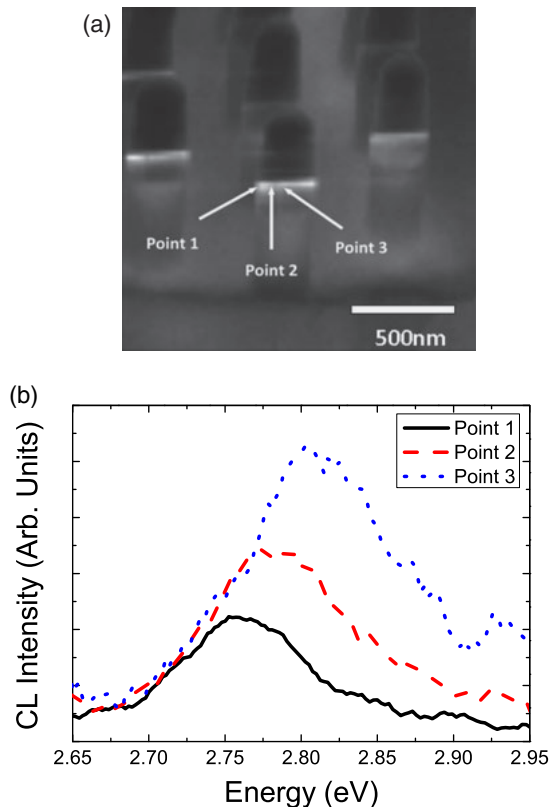 (a)
Point 1
Point 2
Point 3
500nm
(b)
CL Intensity (Arb. Units)
Point 1
Point 2
Point 3
2.65 2.70 2.75 2.80 2.85 2.90 2.95
Energy (eV)